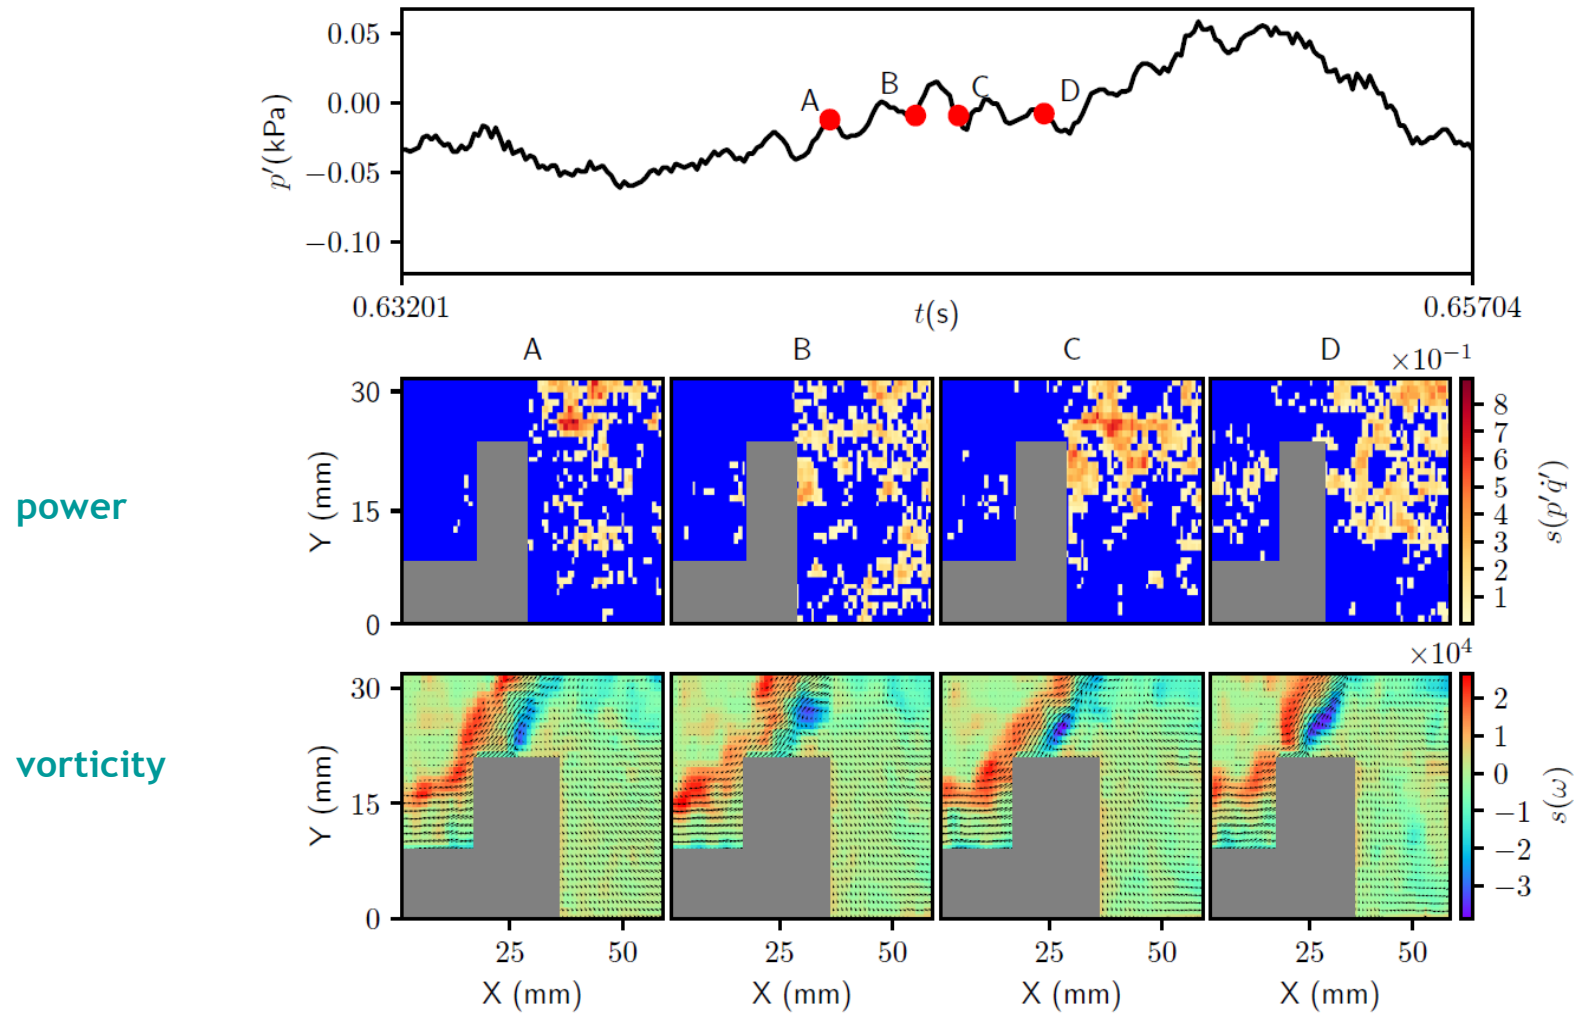 0.05
0.00
−0.05
−0.10
p′(kPa)
A
B
C
D
0.63201
0.65704
t(s)
A
B
C
D
×10⁻¹
power
Y (mm)
30
15
0
8
7
6
5
4
3
2
1
s(p′q̇′)
×10⁴
vorticity
Y (mm)
30
15
0
2
1
0
−1
−2
−3
s(ω)
25 50
25 50
25 50
25 50
X (mm)
X (mm)
X (mm)
X (mm)